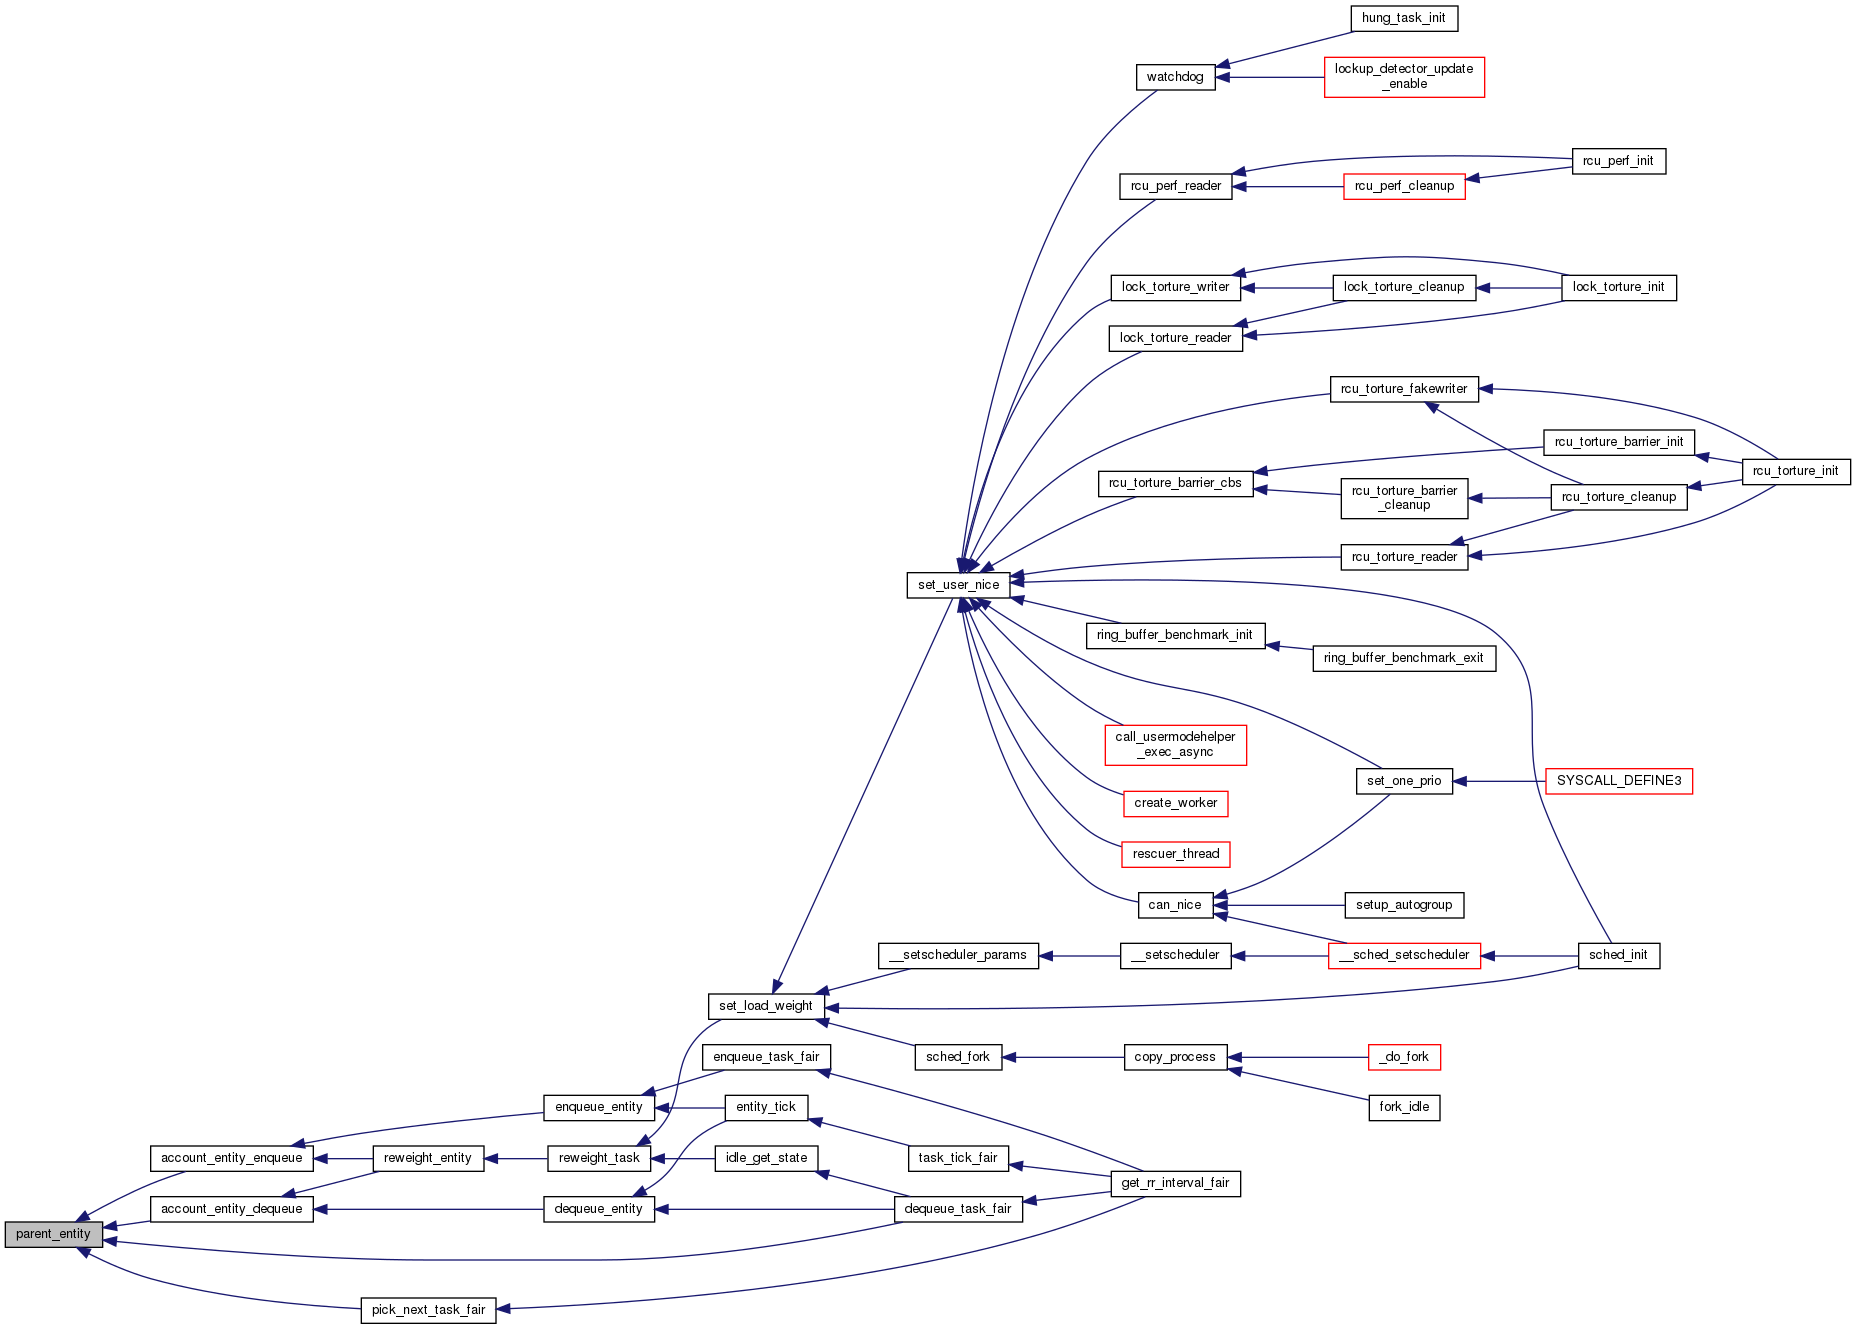 hung_task_init
watchdog
lockup_detector_update
_enable
rcu_perf_init
rcu_perf_reader
rcu_perf_cleanup
lock_torture_writer
lock_torture_cleanup
lock_torture_init
lock_torture_reader
rcu_torture_fakewriter
rcu_torture_barrier_init
rcu_torture_init
rcu_torture_barrier_cbs
rcu_torture_barrier
_cleanup
rcu_torture_cleanup
rcu_torture_reader
set_user_nice
ring_buffer_benchmark_init
ring_buffer_benchmark_exit
call_usermodehelper
_exec_async
set_one_prio
SYSCALL_DEFINE3
create_worker
rescuer_thread
can_nice
setup_autogroup
__setscheduler_params
__setscheduler
__sched_setscheduler
sched_init
set_load_weight
enqueue_task_fair
sched_fork
copy_process
_do_fork
enqueue_entity
entity_tick
fork_idle
account_entity_enqueue
reweight_entity
reweight_task
idle_get_state
task_tick_fair
get_rr_interval_fair
account_entity_dequeue
dequeue_entity
dequeue_task_fair
parent_entity
pick_next_task_fair